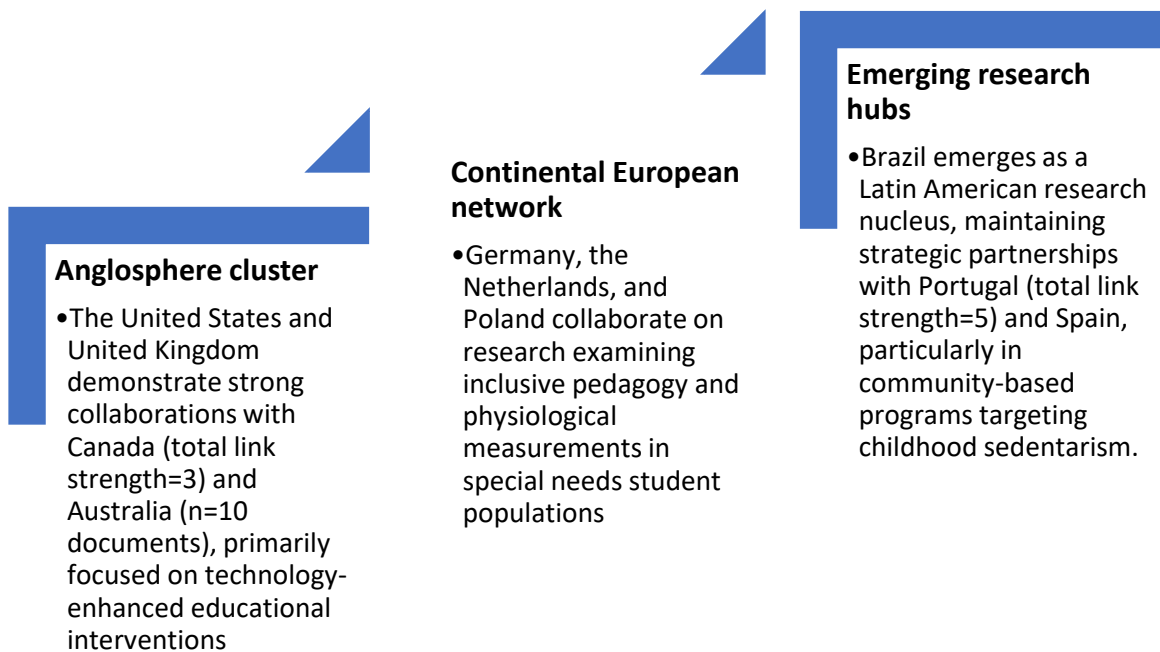 Anglosphere cluster
•The United States and
United Kingdom
demonstrate strong
collaborations with
Canada (total link
strength=3) and
Australia (n=10
documents), primarily
focused on technology-
enhanced educational
interventions
Continental European
network
•Germany, the
Netherlands, and
Poland collaborate on
research examining
inclusive pedagogy and
physiological
measurements in
special needs student
populations
Emerging research
hubs
•Brazil emerges as a
Latin American research
nucleus, maintaining
strategic partnerships
with Portugal (total link
strength=5) and Spain,
particularly in
community-based
programs targeting
childhood sedentarism.